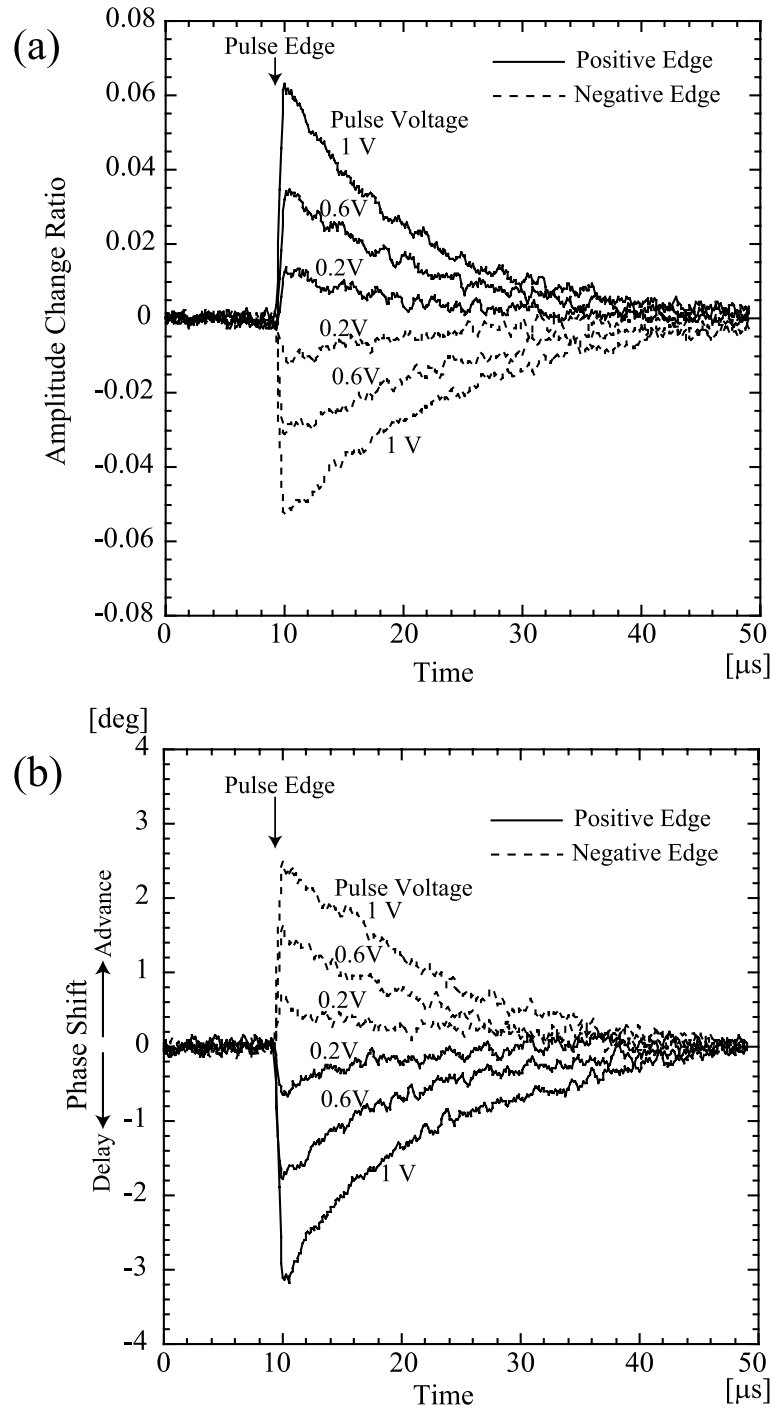 (a)
0.08
Pulse Edge
Positive Edge
Negative Edge
0.06
Pulse Voltage
1 V
0.04
0.6V
0.02
0.2V
0
0.2V
-0.02
0.6V
1 V
-0.04
-0.06
-0.08
Amplitude Change Ratio
0 10 20 30 40 50
Time
[μs]
[deg]
(b)
4
Pulse Edge
Positive Edge
Negative Edge
3
Pulse Voltage
2
1 V
0.6V
1
0.2V
0
0.2V
0.6V
-1
1 V
-2
-3
-4
Advance
Phase Shift
Delay
0 10 20 30 40 50
Time
[μs]